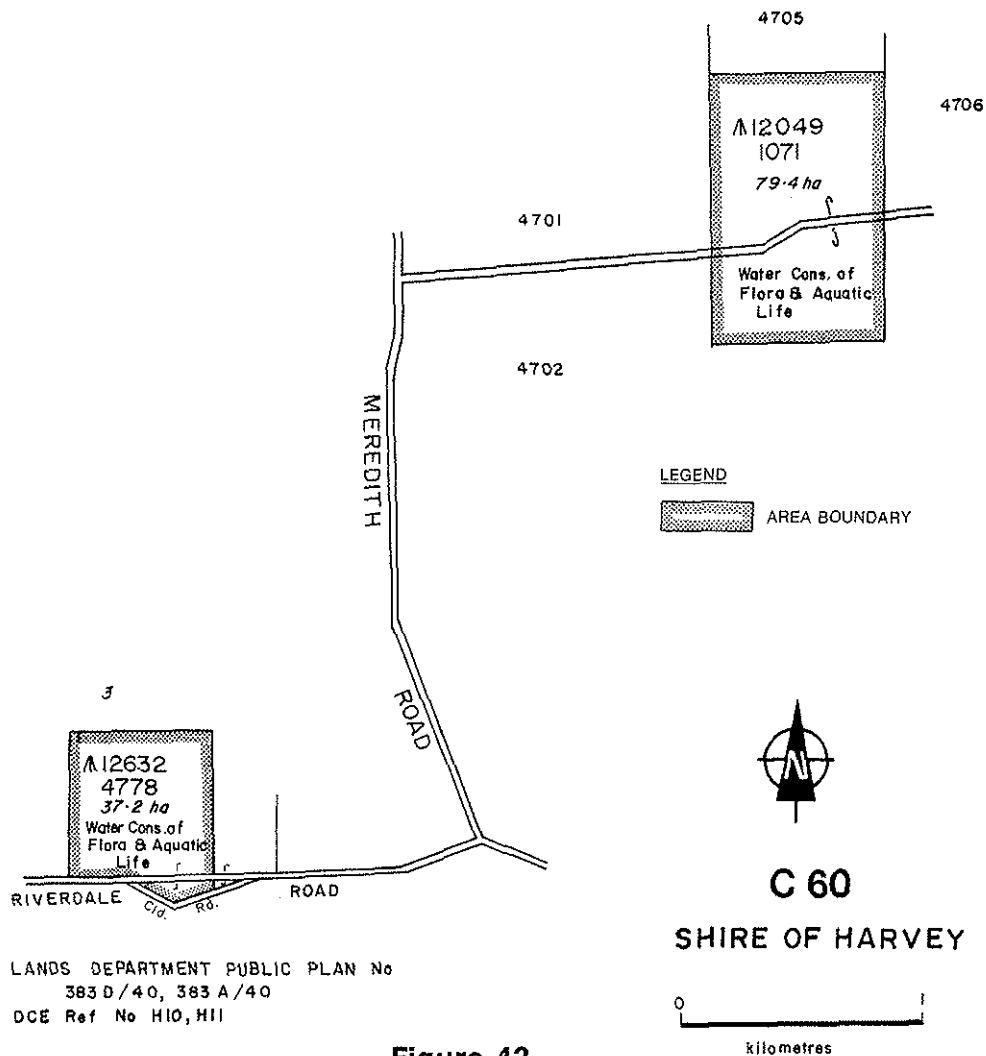 4705
4706
12049
1071
79.4 ha
4701
Water Cons. of
Flora & Aquatic
Life
4702
MEREDITH
ROAD
LEGEND
AREA BOUNDARY
3
12632
4778
37.2 ha
Water Cons. of
Flora & Aquatic
Life
RIVERDALE
Cld. Rd.
ROAD
N
C 60
SHIRE OF HARVEY
LANDS DEPARTMENT PUBLIC PLAN No
383 D/40, 383 A/40
DCE Ref No H10, H11
0 1
kilometres
Figure 42